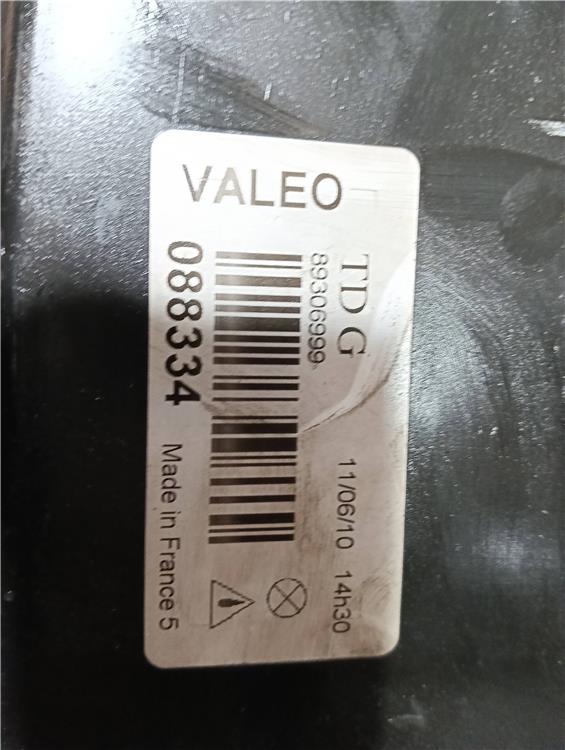 VALEO
TD G
89306999
11/06/10 14h30
088334
Made in France 5